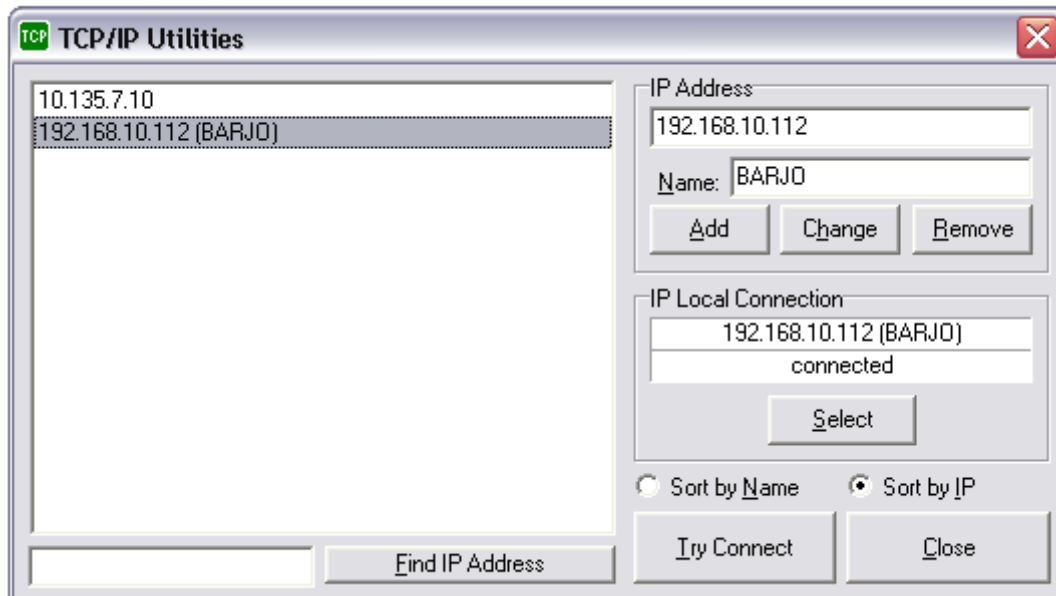 TCP TCP/IP Utilities
10.135.7.10
192.168.10.112 (BARJO)
Find IP Address
IP Address
192.168.10.112
Name: BARJO
Add Change Remove
IP Local Connection
192.168.10.112 (BARJO)
connected
Select
Sort by Name Sort by IP
Try Connect Close